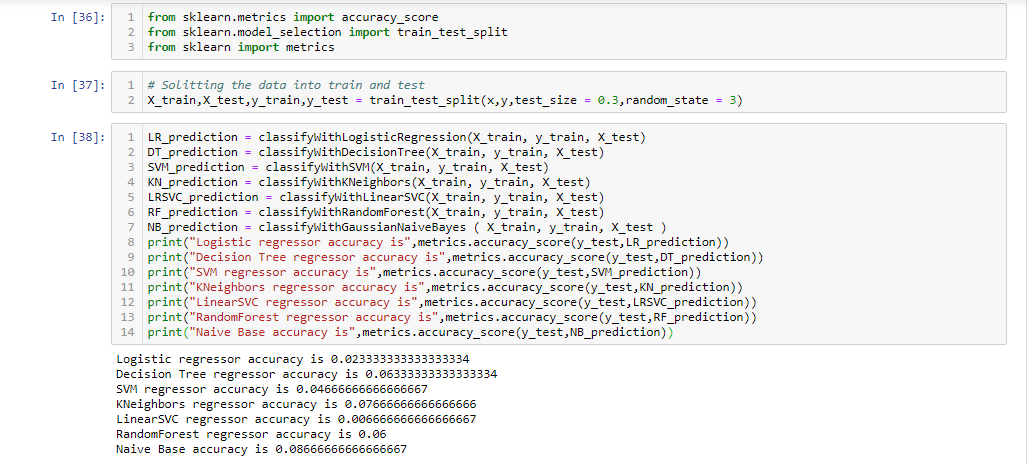 In [36]:
1 from sklearn.metrics import accuracy_score
2 from sklearn.model_selection import train_test_split
3 from sklearn import metrics
In [37]:
1 # Solitting the data into train and test
2 X_train,X_test,y_train,y_test = train_test_split(x,y,test_size = 0.3,random_state = 3)
In [38]:
1 LR_prediction = classifyWithLogisticRegression(X_train, y_train, X_test)
2 DT_prediction = classifyWithDecisionTree(X_train, y_train, X_test)
3 SVM_prediction = classifyWithSVM(X_train, y_train, X_test)
4 KN_prediction = classifyWithKNeighbors(X_train, y_train, X_test)
5 LRSVC_prediction = classifyWithLinearSVC(X_train, y_train, X_test)
6 RF_prediction = classifyWithRandomForest(X_train, y_train, X_test)
7 NB_prediction = classifyWithGaussianNaiveBayes ( X_train, y_train, X_test )
8 print("Logistic regressor accuracy is",metrics.accuracy_score(y_test,LR_prediction))
9 print("Decision Tree regressor accuracy is",metrics.accuracy_score(y_test,DT_prediction))
10 print("SVM regressor accuracy is",metrics.accuracy_score(y_test,SVM_prediction))
11 print("KNeighbors regressor accuracy is",metrics.accuracy_score(y_test,KN_prediction))
12 print("LinearSVC regressor accuracy is",metrics.accuracy_score(y_test,LRSVC_prediction))
13 print("RandomForest regressor accuracy is",metrics.accuracy_score(y_test,RF_prediction))
14 print("Naive Base accuracy is",metrics.accuracy_score(y_test,NB_prediction))
Logistic regressor accuracy is 0.023333333333333334
Decision Tree regressor accuracy is 0.06333333333333334
SVM regressor accuracy is 0.04666666666666667
KNeighbors regressor accuracy is 0.07666666666666666
LinearSVC regressor accuracy is 0.006666666666666667
RandomForest regressor accuracy is 0.06
Naive Base accuracy is 0.08666666666666667